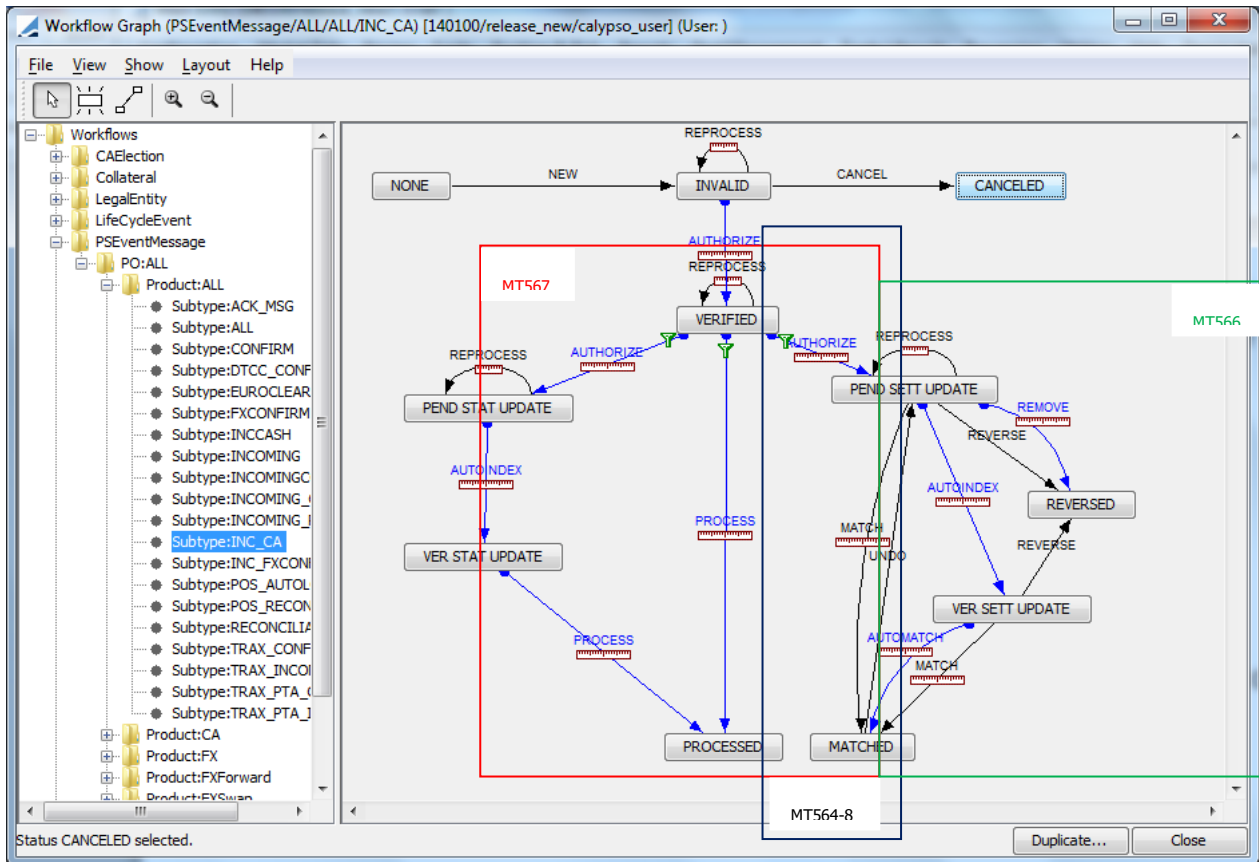 Workflow Graph (PSEventMessage/ALL/ALL/INC_CA) [140100/release_new/calypso_user] (User: )
File View Show Layout Help
Workflows
CAElection
Collateral
LegalEntity
LifeCycleEvent
PSEventMessage
PO:ALL
Product:ALL
Subtype:ACK_MSG
Subtype:ALL
Subtype:CONFIRM
Subtype:DTCC_CONF
Subtype:EUROCLEAR
Subtype:FXCONFIRM
Subtype:INCCASH
Subtype:INCOMING
Subtype:INCOMINGC
Subtype:INCOMING_
Subtype:INCOMING_
Subtype:INC_CA
Subtype:INC_FXCONI
Subtype:POS_AUTOL
Subtype:POS_RECON
Subtype:RECONCILIA
Subtype:TRAX_CONF
Subtype:TRAX_INCOI
Subtype:TRAX_PTA_
Subtype:TRAX_PTA_
Product:CA
Product:FX
Product:FXForward
Product:FXSwap
REPROCESS
NONE
NEW
INVALID
CANCEL
CANCELED
AUTHORIZE
MT567
REPROCESS
MT566
VERIFIED
REPROCESS
AUTHORIZE
AUTHORIZE
REPROCESS
PEND STAT UPDATE
PEND SETT UPDATE
REMOVE
REVERSE
AUTOINDEX
AUTOINDEX
REVERSED
PROCESS
MATCH
UNDO
REVERSE
VER STAT UPDATE
VER SETT UPDATE
PROCESS
AUTOMATCH
MATCH
PROCESSED
MATCHED
MT564-8
Status CANCELED selected.
Duplicate...
Close